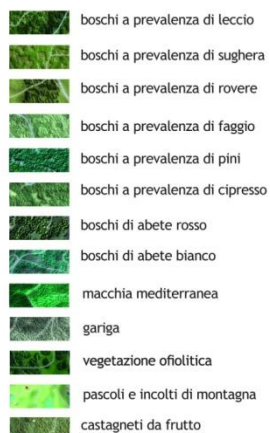 boschi a prevalenza di leccio
boschi a prevalenza di sughera
boschi a prevalenza di rovere
boschi a prevalenza di faggio
boschi a prevalenza di pini
boschi a prevalenza di cipresso
boschi di abete rosso
boschi di abete bianco
macchia mediterranea
gariga
vegetazione ofiolitica
pascoli e incolti di montagna
castagneti da frutto